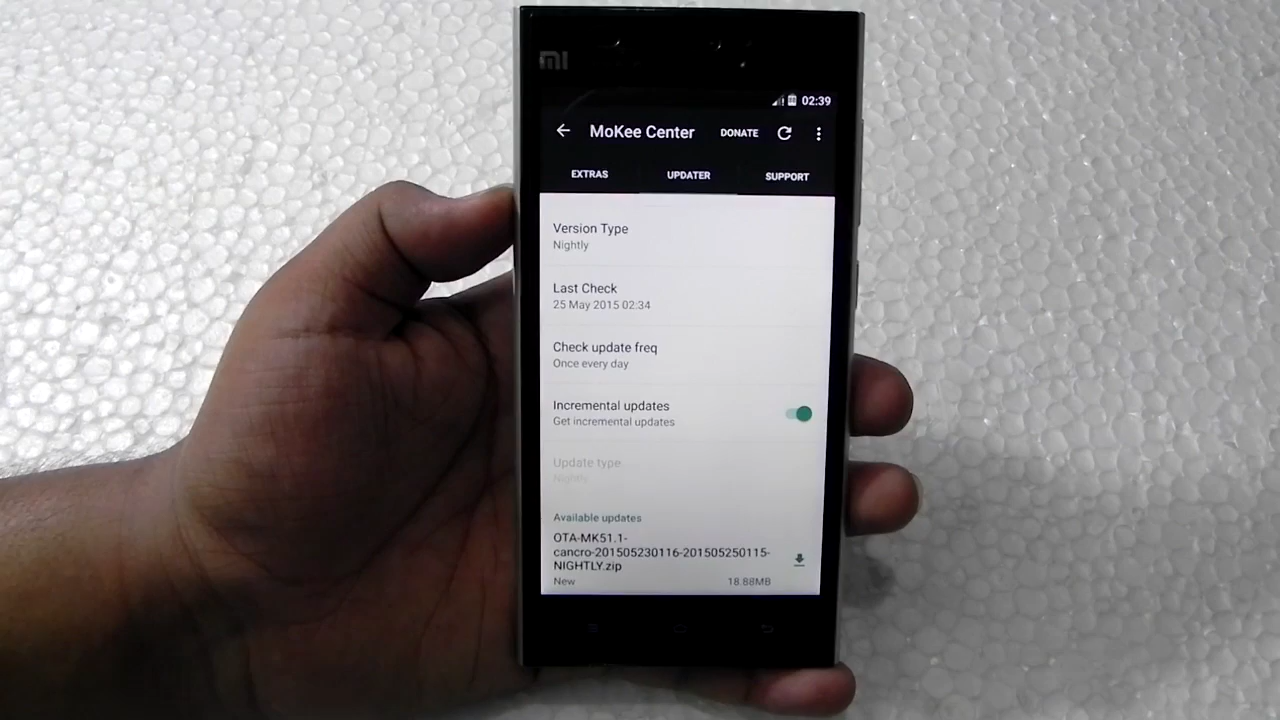 MI
02:39
MoKee Center DONATE
EXTRAS UPDATER SUPPORT
Version Type
Nightly
Last Check
25 May 2015 02:34
Check update freq
Once every day
Incremental updates
Get incremental updates
Update type
Nightly
Available updates
OTA-MK51.1-
cancro-201505230116-201505250115-
NIGHTLY.zip
New 18.88MB